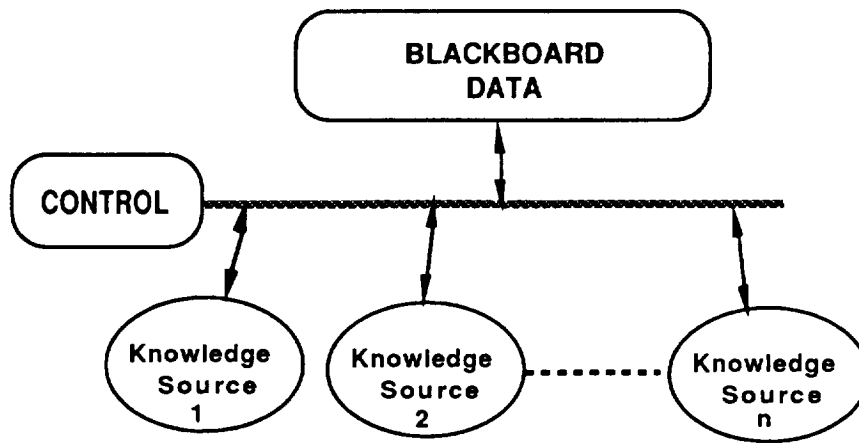 BLACKBOARD
DATA
CONTROL
Knowledge
Source
1
Knowledge
Source
2
Knowledge
Source
n